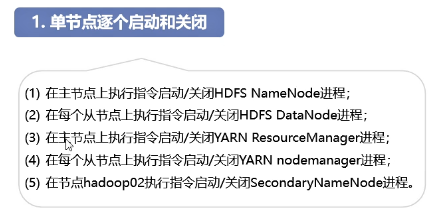 1. 单节点逐个启动和关闭
(1) 在主节点上执行指令启动/关闭HDFS NameNode进程；
(2) 在每个从节点上执行指令启动/关闭HDFS DataNode进程；
(3) 在主节点上执行指令启动/关闭YARN ResourceManager进程；
(4) 在每个从节点上执行指令启动/关闭YARN nodemanager进程；
(5) 在节点hadoop02执行指令启动/关闭SecondaryNameNode进程。